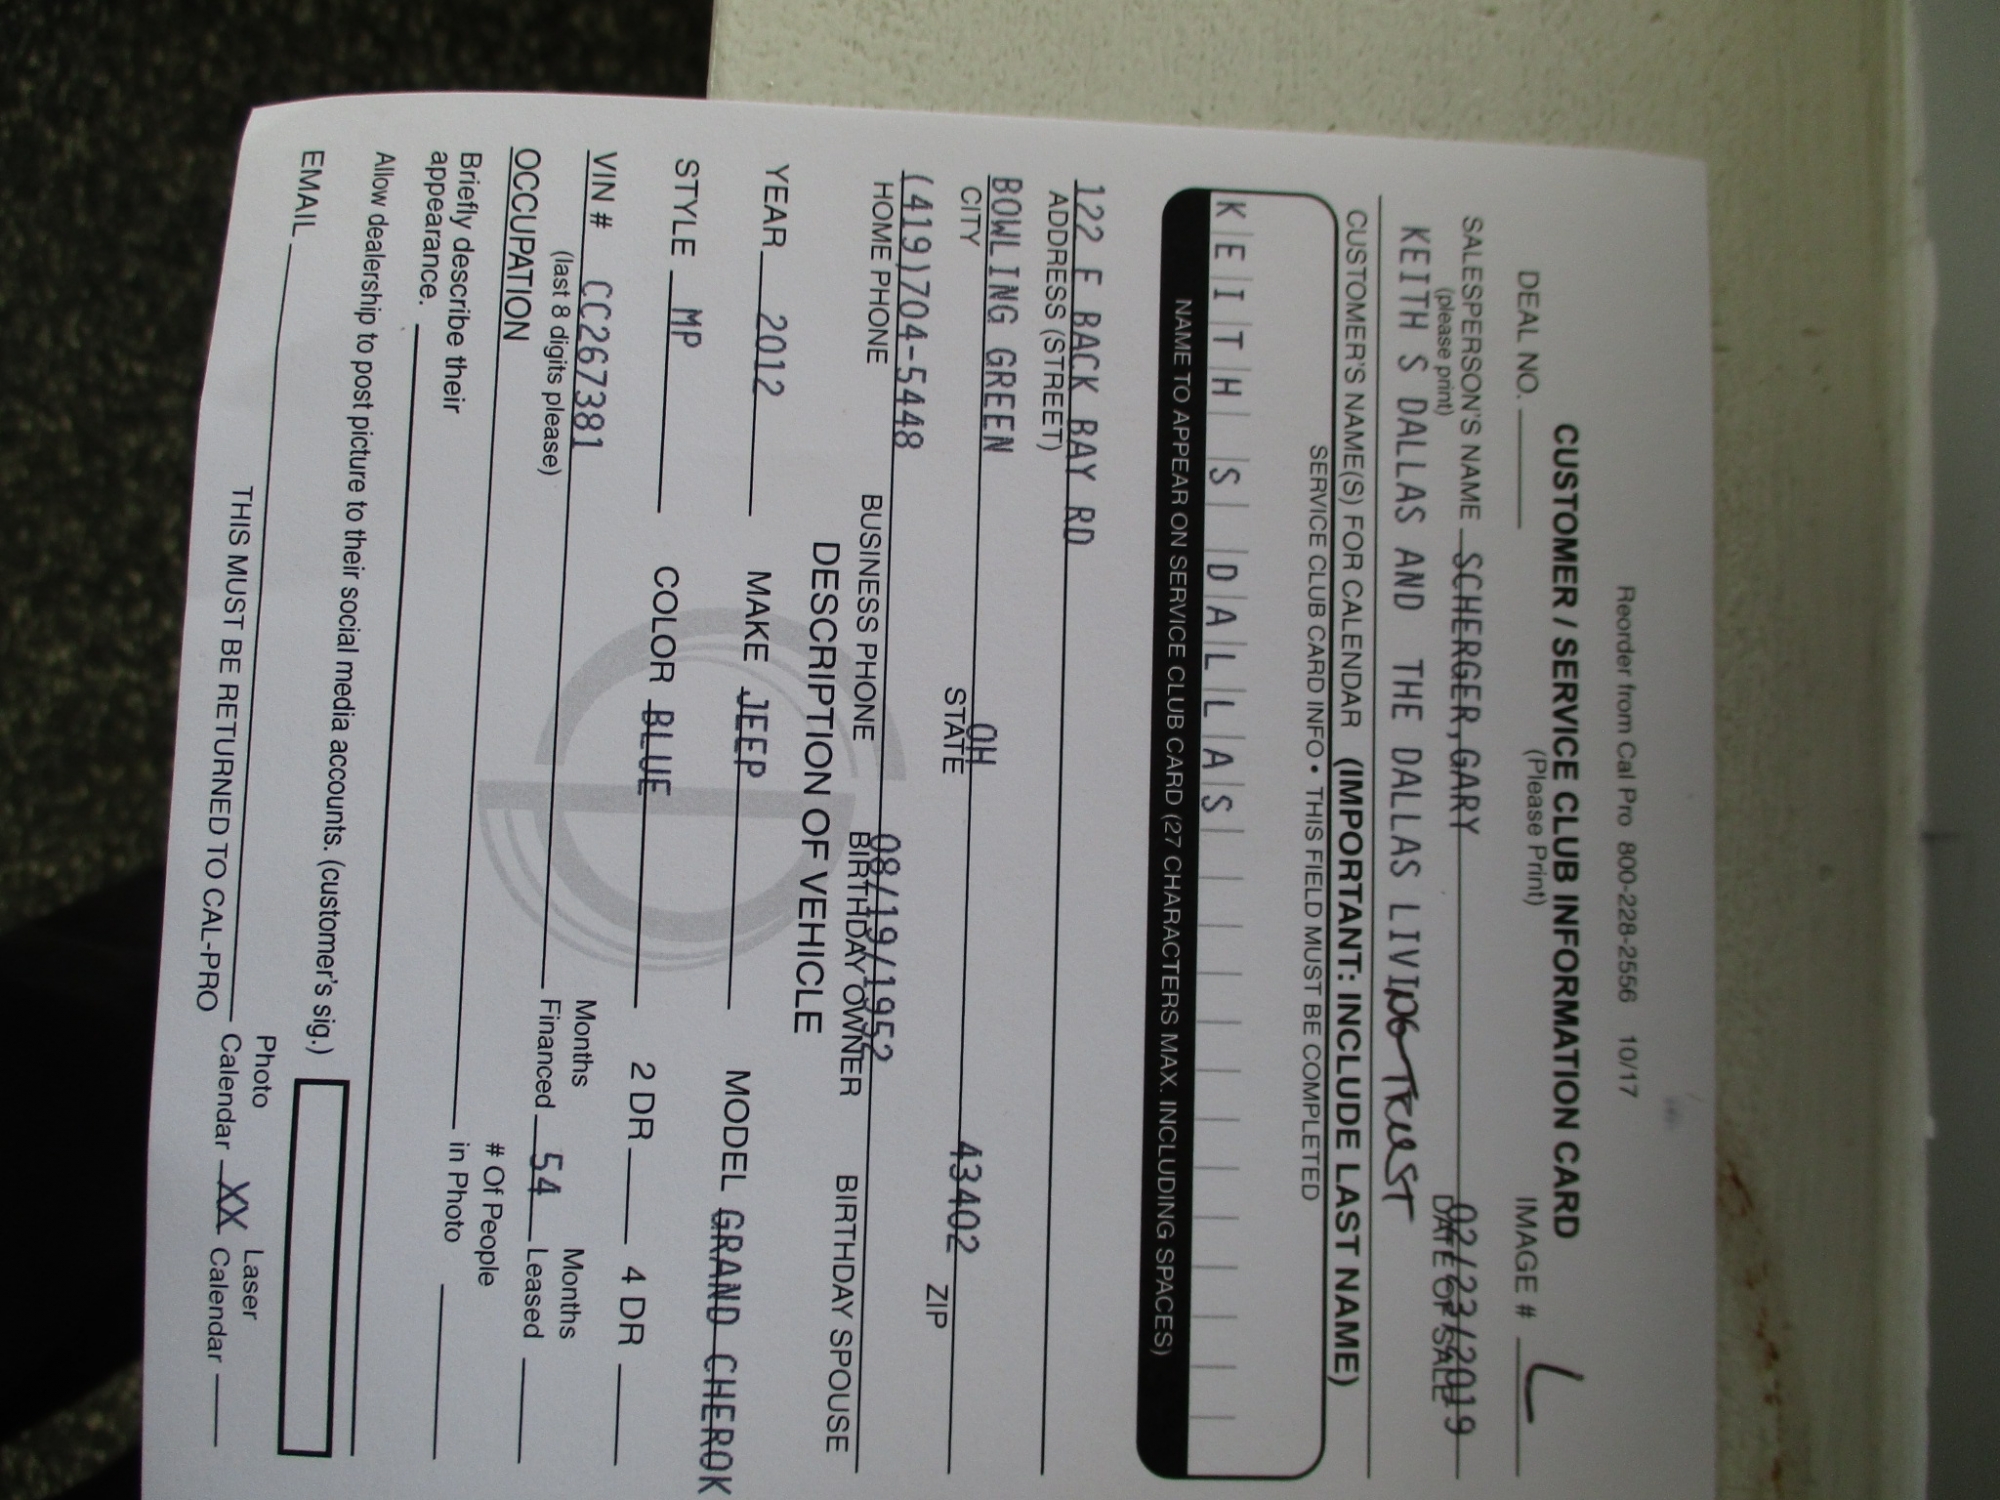 Reorder from Cal Pro 800-228-2556 10/17
CUSTOMER / SERVICE CLUB INFORMATION CARD
DEAL NO. (Please Print) IMAGE # L
SALESPERSON'S NAME SCHERGER,GARY 02/23/2019
(please print) DATE OF SALE
KEITH S DALLAS AND THE DALLAS LIVING TRUST
CUSTOMER'S NAME(S) FOR CALENDAR (IMPORTANT: INCLUDE LAST NAME)
SERVICE CLUB CARD INFO • THIS FIELD MUST BE COMPLETED
KEITH S DALLAS
NAME TO APPEAR ON SERVICE CLUB CARD (27 CHARACTERS MAX. INCLUDING SPACES)
122 E BACK BAY RD
ADDRESS (STREET)
BOWLING GREEN OH 43402
CITY STATE ZIP
(419)704-5448 08/19/1952
HOME PHONE BUSINESS PHONE BIRTHDAY OWNER BIRTHDAY SPOUSE
DESCRIPTION OF VEHICLE
YEAR 2012 MAKE JEEP MODEL GRAND CHEROK
STYLE MP COLOR BLUE 2 DR 4 DR
VIN # CC267381 Months Financed 54 Months Leased
(last 8 digits please)
OCCUPATION # Of People in Photo
Briefly describe their
appearance.
Allow dealership to post picture to their social media accounts. (customer's sig.)
EMAIL Photo Calendar XX Laser Calendar
THIS MUST BE RETURNED TO CAL-PRO